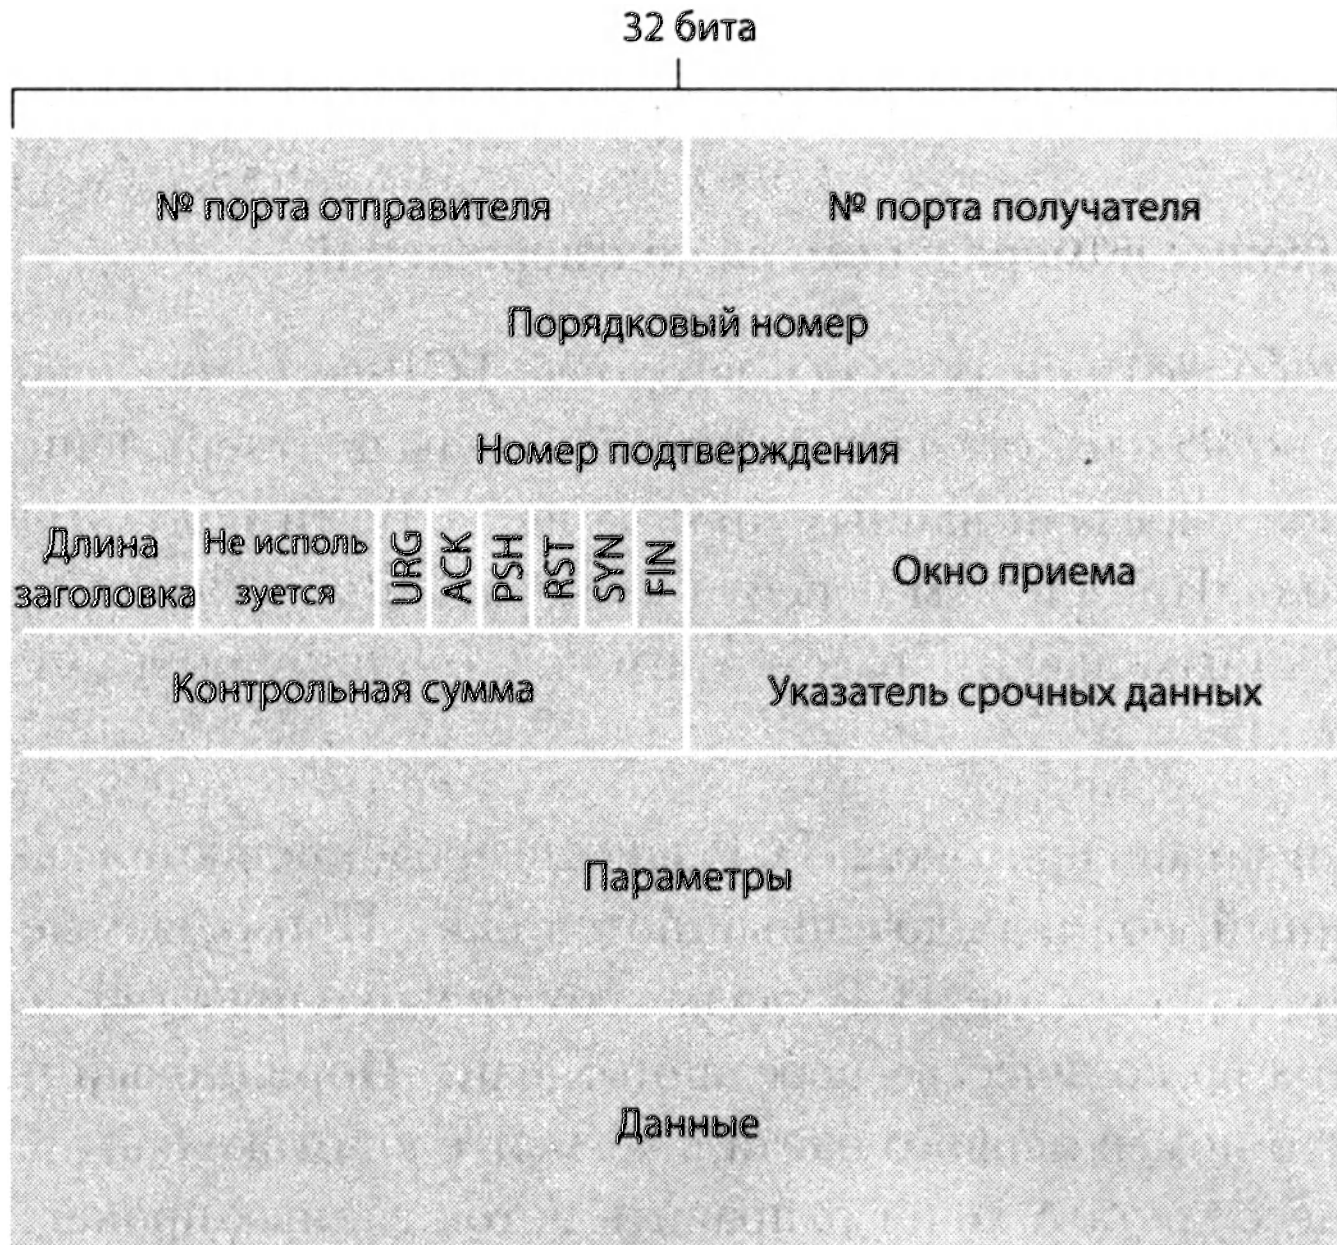 32 бита
№ порта отправителя
№ порта получателя
Порядковый номер
Номер подтверждения
Длина
заголовка
Не исполь
зуется
URG
ACK
PSH
RST
SYN
FIN
Окно приема
Контрольная сумма
Указатель срочных данных
Параметры
Данные